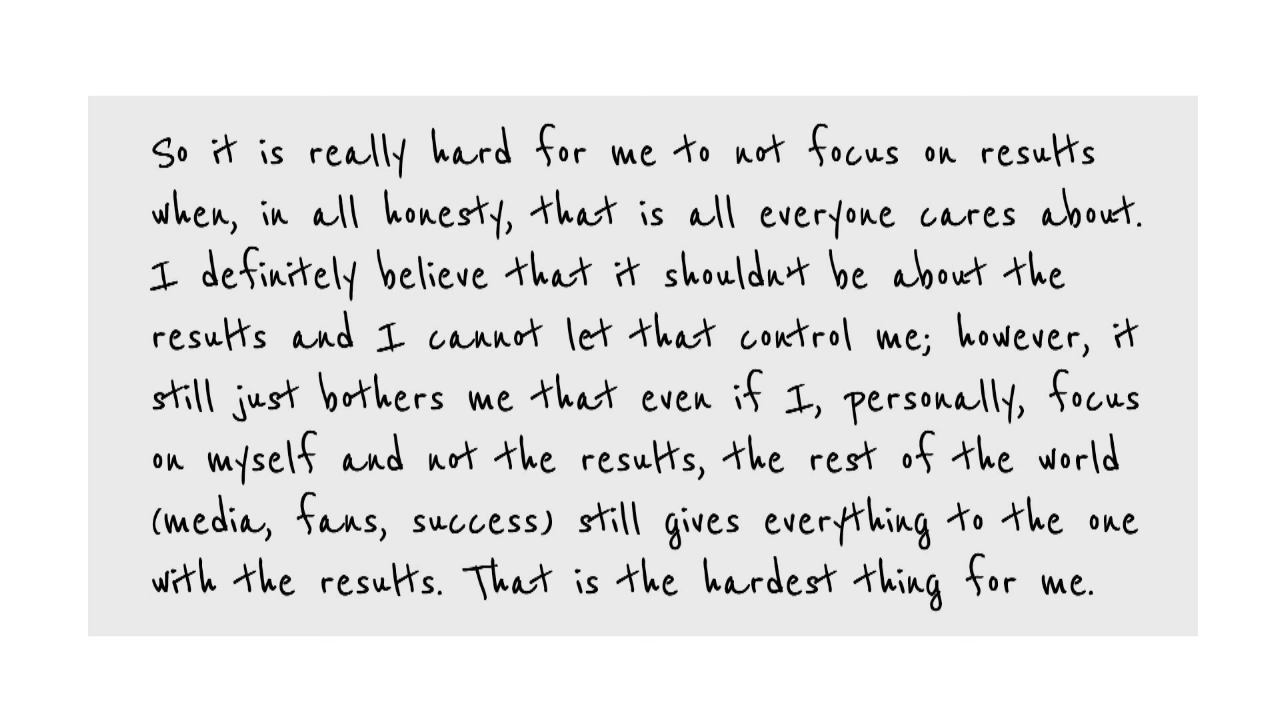 So it is really hard for me to not focus on results
when, in all honesty, that is all everyone cares about.
I definitely believe that it shouldn't be about the
results and I cannot let that control me; however, it
still just bothers me that even if I, personally, focus
on myself and not the results, the rest of the world
(media, fans, success) still gives everything to the one
with the results. That is the hardest thing for me.